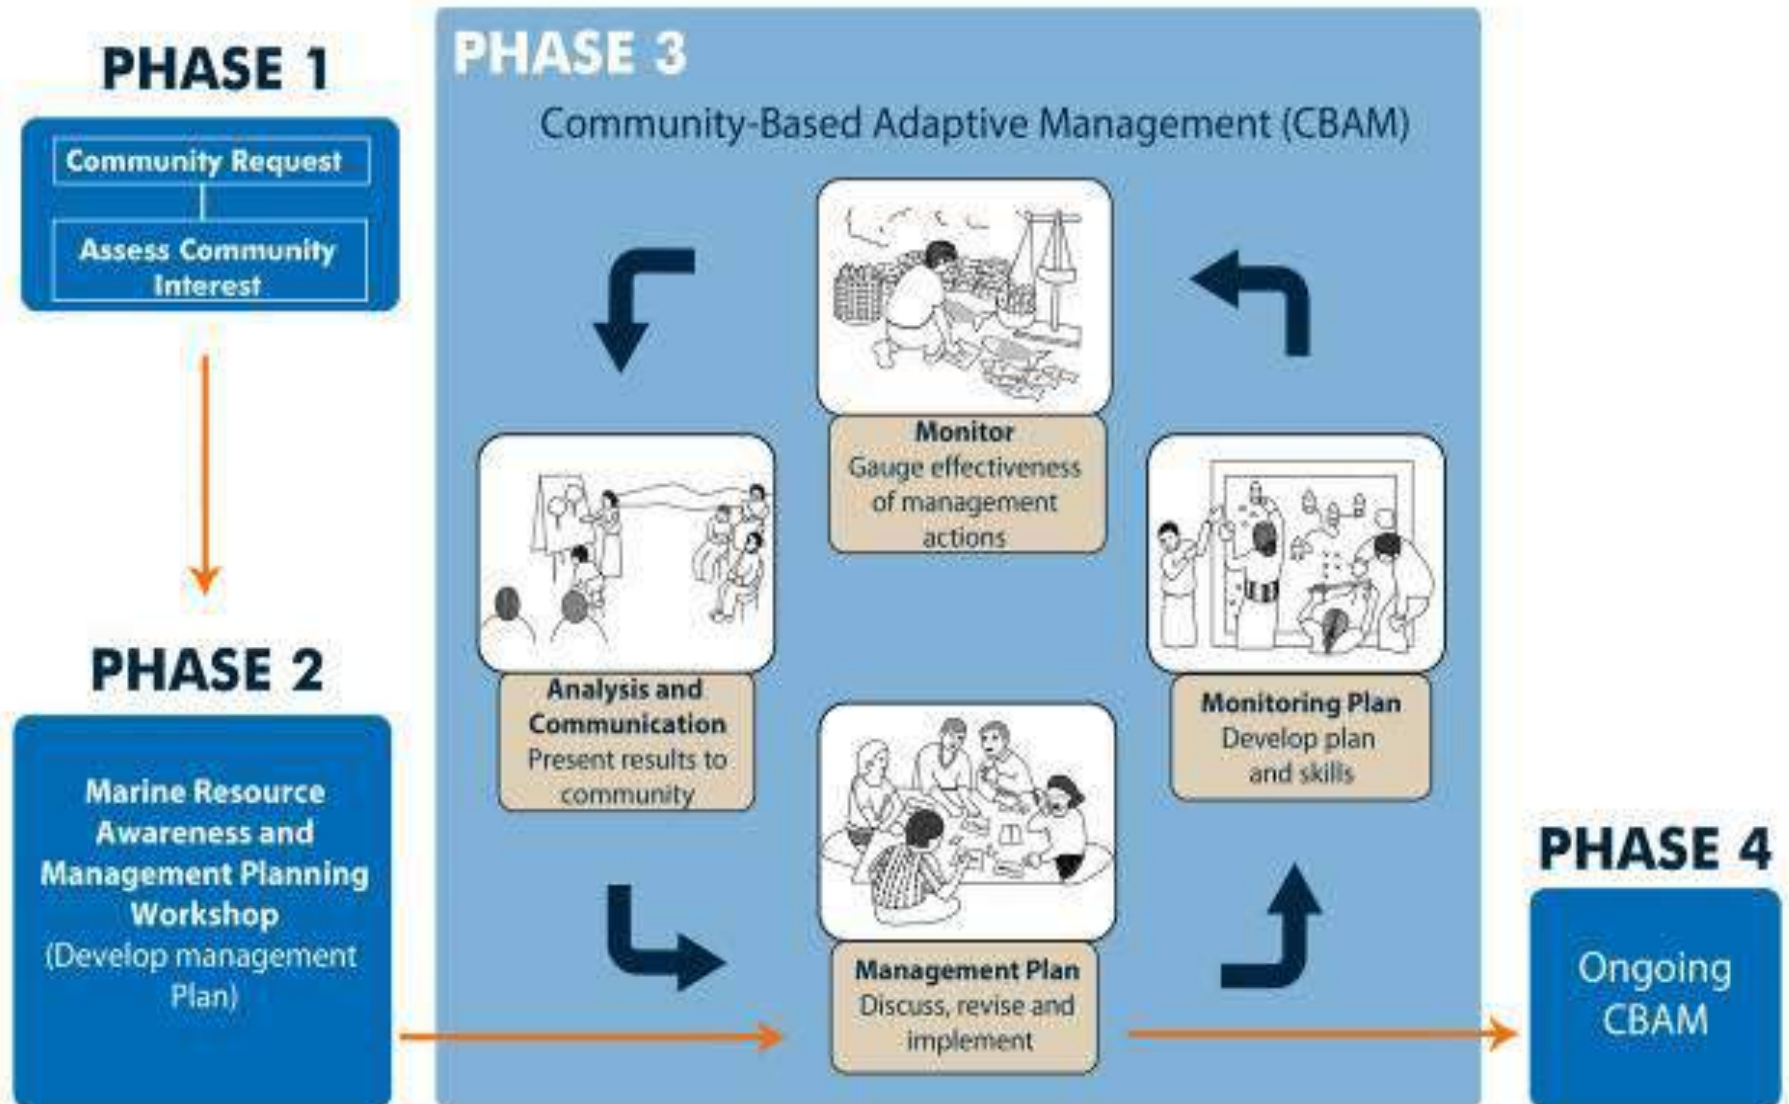 PHASE 1
Community Request
Assess Community
Interest
PHASE 2
Marine Resource
Awareness and
Management Planning
Workshop
(Develop management
Plan)
PHASE 3
Community-Based Adaptive Management (CBAM)
Monitor
Gauge effectiveness
of management
actions
Analysis and
Communication
Present results to
community
Management Plan
Discuss, revise and
implement
Monitoring Plan
Develop plan
and skills
PHASE 4
Ongoing
CBAM